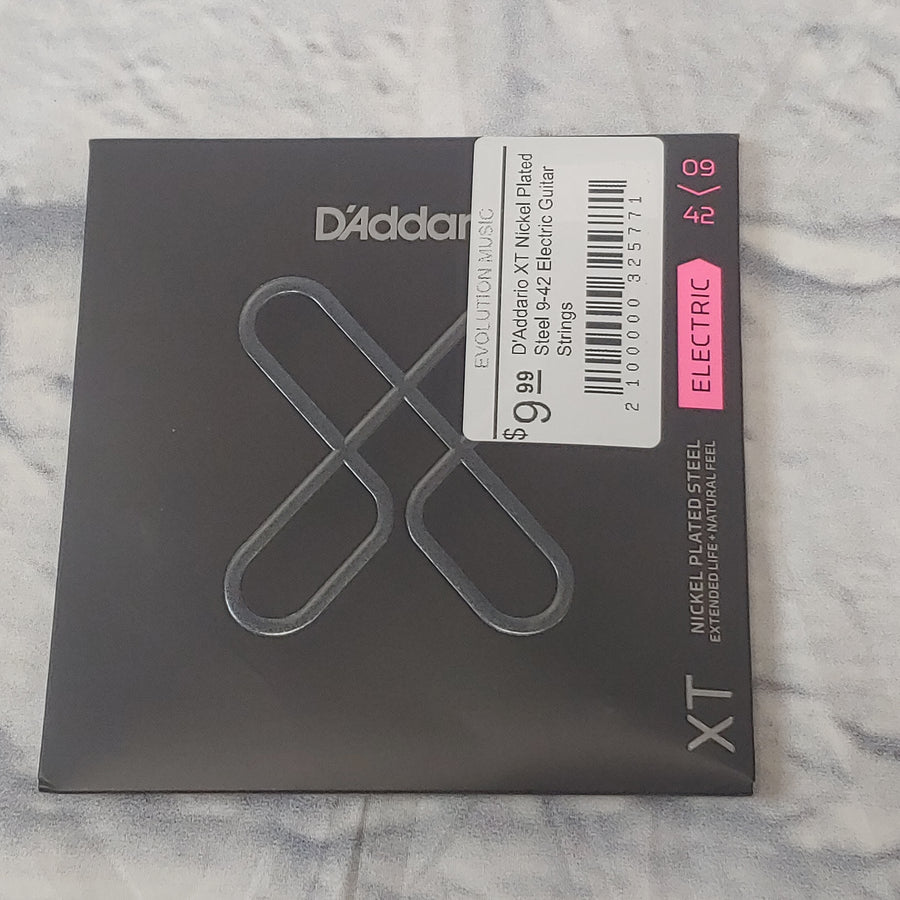 D'Addar
EVOLUTION MUSIC
$9.99
D'Addario XT Nickel Plated
Steel 9-42 Electric Guitar
Strings
2 100000 325771
XT
NICKEL PLATED STEEL
EXTENDED LIFE + NATURAL FEEL
ELECTRIC
42
09